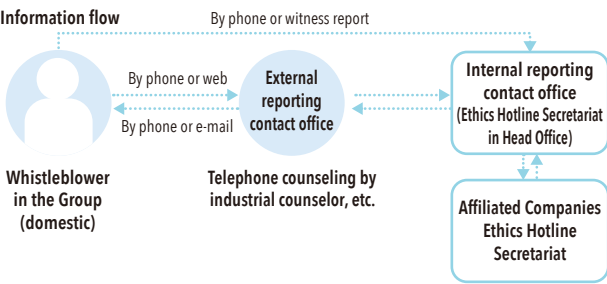 Information flow
By phone or witness report
By phone or web
By phone or e-mail
External
reporting
contact office
Internal reporting
contact office
(Ethics Hotline Secretariat
in Head Office)
Whistleblower
in the Group
(domestic)
Telephone counseling by
industrial counselor, etc.
Affiliated Companies
Ethics Hotline
Secretariat